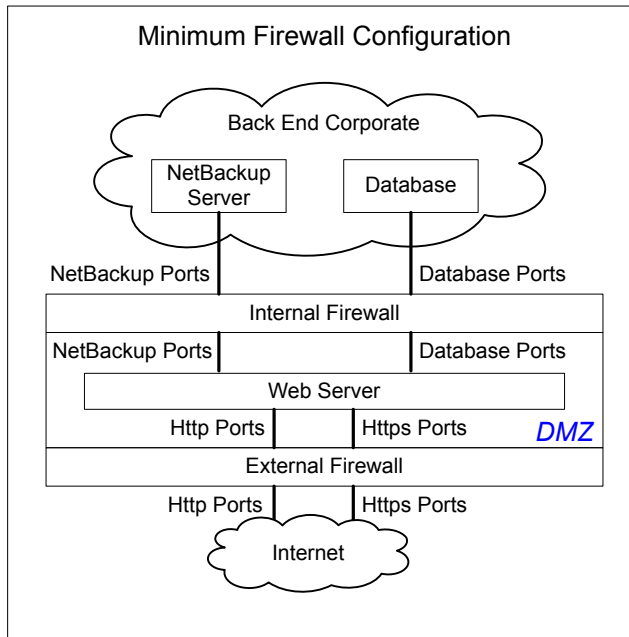 Minimum Firewall Configuration
Back End Corporate
NetBackup
Server
Database
NetBackup Ports
Database Ports
Internal Firewall
NetBackup Ports
Database Ports
Web Server
Http Ports
Https Ports
DMZ
External Firewall
Http Ports
Https Ports
Internet